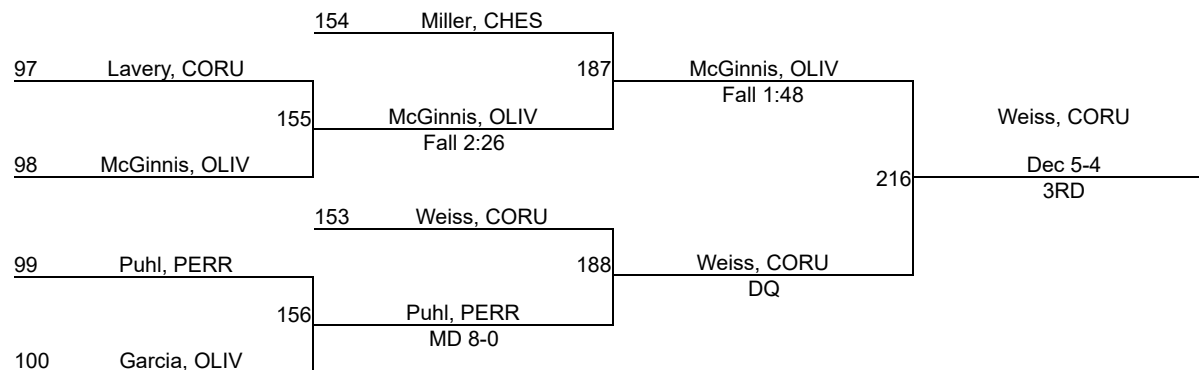 154 Miller, CHES
97 Lavery, CORU
187 McGinnis, OLIV
Fall 1:48
155 McGinnis, OLIV
Fall 2:26
Weiss, CORU
98 McGinnis, OLIV
216 Dec 5-4
3RD
153 Weiss, CORU
99 Puhl, PERR
188 Weiss, CORU
DQ
156 Puhl, PERR
MD 8-0
100 Garcia, OLIV